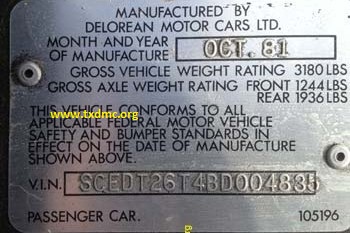 MANUFACTURED BY
DELOREAN MOTOR CARS LTD.
MONTH AND YEAR
OF MANUFACTURE OCT. 81
GROSS VEHICLE WEIGHT RATING 3180 LBS
GROSS AXLE WEIGHT RATING FRONT 1244 LBS
REAR 1936 LBS
THIS VEHICLE CONFORMS TO ALL
www.txdmc.org
APPLICABLE FEDERAL MOTOR VEHICLE
SAFETY AND BUMPER STANDARDS IN
EFFECT ON THE DATE OF MANUFACTURE
SHOWN ABOVE.
V.I.N. SCEDT26T4BD004835
PASSENGER CAR. 105196
org